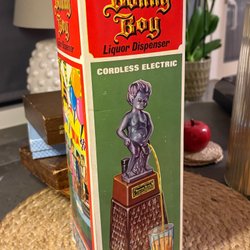 Bonny
Boy
Liquor Dispenser
CORDLESS ELECTRIC